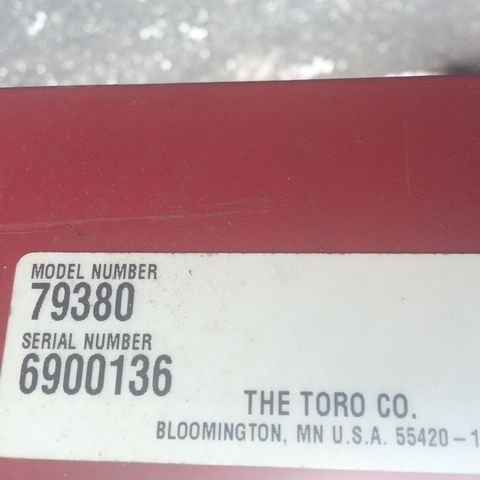 MODEL NUMBER
79380
SERIAL NUMBER
6900136
THE TORO CO.
BLOOMINGTON, MN U.S.A. 55420-1